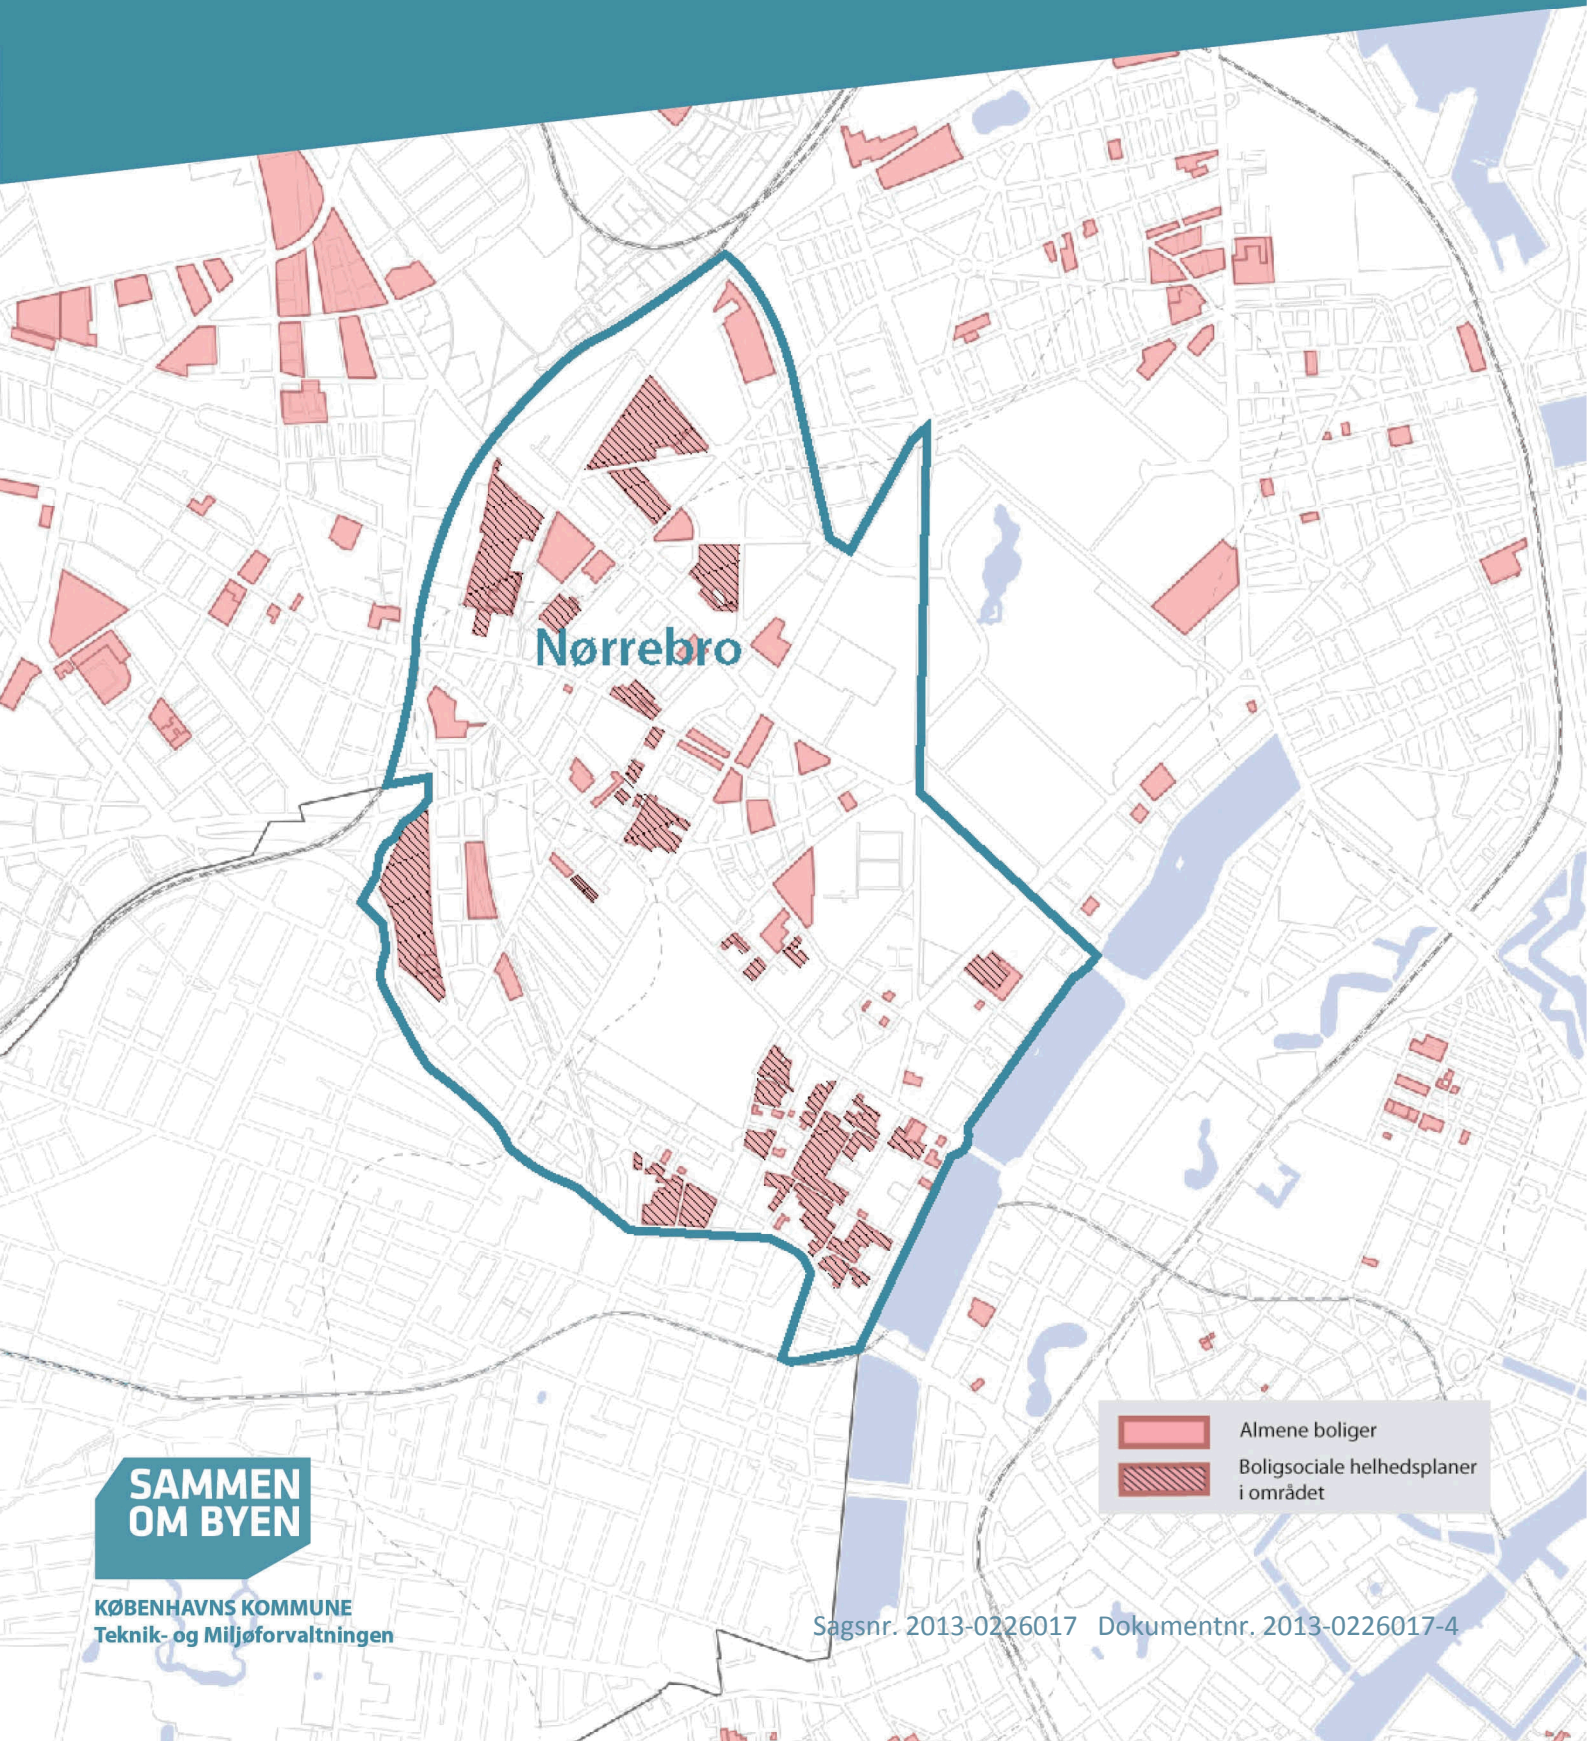 Nørrebro
Almene boliger
Boligsociale helhedsplaner
i området
SAMMEN
OM BYEN
KØBENHAVNS KOMMUNE
Teknik- og Miljøforvaltningen
Sagsnr. 2013-0226017 Dokumentnr. 2013-0226017-4